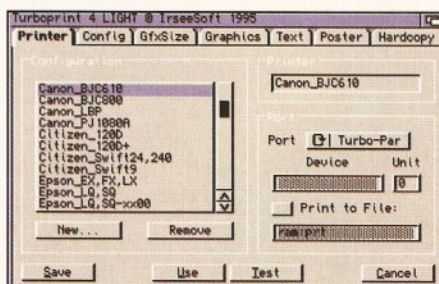 Turboprint 4 LIGHT © IrseeSoft 1995
Printer Config GfxSize Graphics Text Poster Hardcopy
Configuration
Canon_BJC610
Canon_BJC800
Canon_LBP
Canon_PJ1080A
Citizen_120D
Citizen_120D+
Citizen_Swift24,240
Citizen_Swift9
Epson_EX,FX,LX
Epson_LQ,SQ
Epson_LQ,SQ-xx00
New... Remove
Printer
Canon_BJC610
Port
Port Turbo-Par
Device Unit
0
Print to File:
ram:prt
Save Use Test Cancel